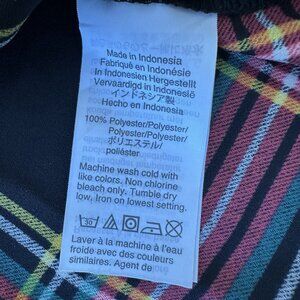 Made in Indonesia
Fabriqué en Indonésie
In Indonesien Hergestellt
Vervaardigd in Indonesië
インドネシア製
Hecho en Indonesia
100% Polyester/Polyester/
Polyester/Polyester/
ポリエステル/
poliéster
Machine wash cold with
like colors. Non chlorine
bleach only. Tumble dry
low, Iron on lowest setting.
30
Laver à la machine à l'eau
froide avec des couleurs
similaires. Agent de